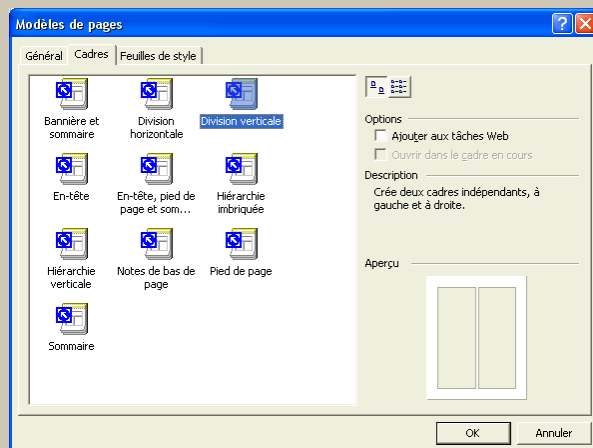 Modèles de pages
Général
Cadres
Feuilles de style
Bannière et
sommaire
Division
horizontale
Division verticale
En-tête
En-tête, pied de
page et som...
Hiérarchie
imbriquée
Hiérarchie
verticale
Notes de bas de
page
Pied de page
Sommaire
Options
Ajouter aux tâches Web
Ouvrir dans le cadre en cours
Description
Crée deux cadres indépendants, à
gauche et à droite.
Aperçu
OK
Annuler